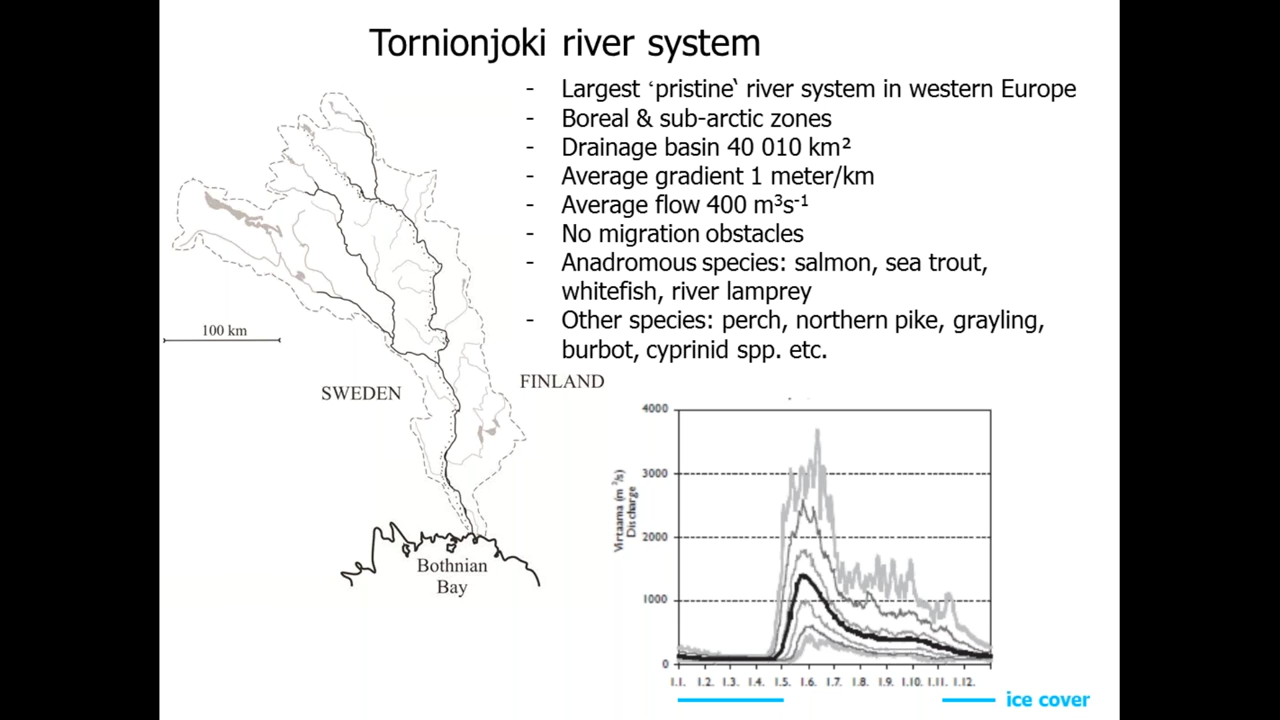 Tornionjoki river system
- Largest ‘pristine‘ river system in western Europe
- Boreal & sub-arctic zones
- Drainage basin 40 010 km²
- Average gradient 1 meter/km
- Average flow 400 m³s⁻¹
- No migration obstacles
- Anadromous species: salmon, sea trout,
whitefish, river lamprey
- Other species: perch, northern pike, grayling,
burbot, cyprinid spp. etc.
100 km
SWEDEN
FINLAND
Bothnian
Bay
Virtaama (m³/s)
Discharge
4000
3000
2000
1000
0
1.1. 1.2. 1.3. 1.4. 1.5. 1.6. 1.7. 1.8. 1.9. 1.10. 1.11. 1.12.
ice cover